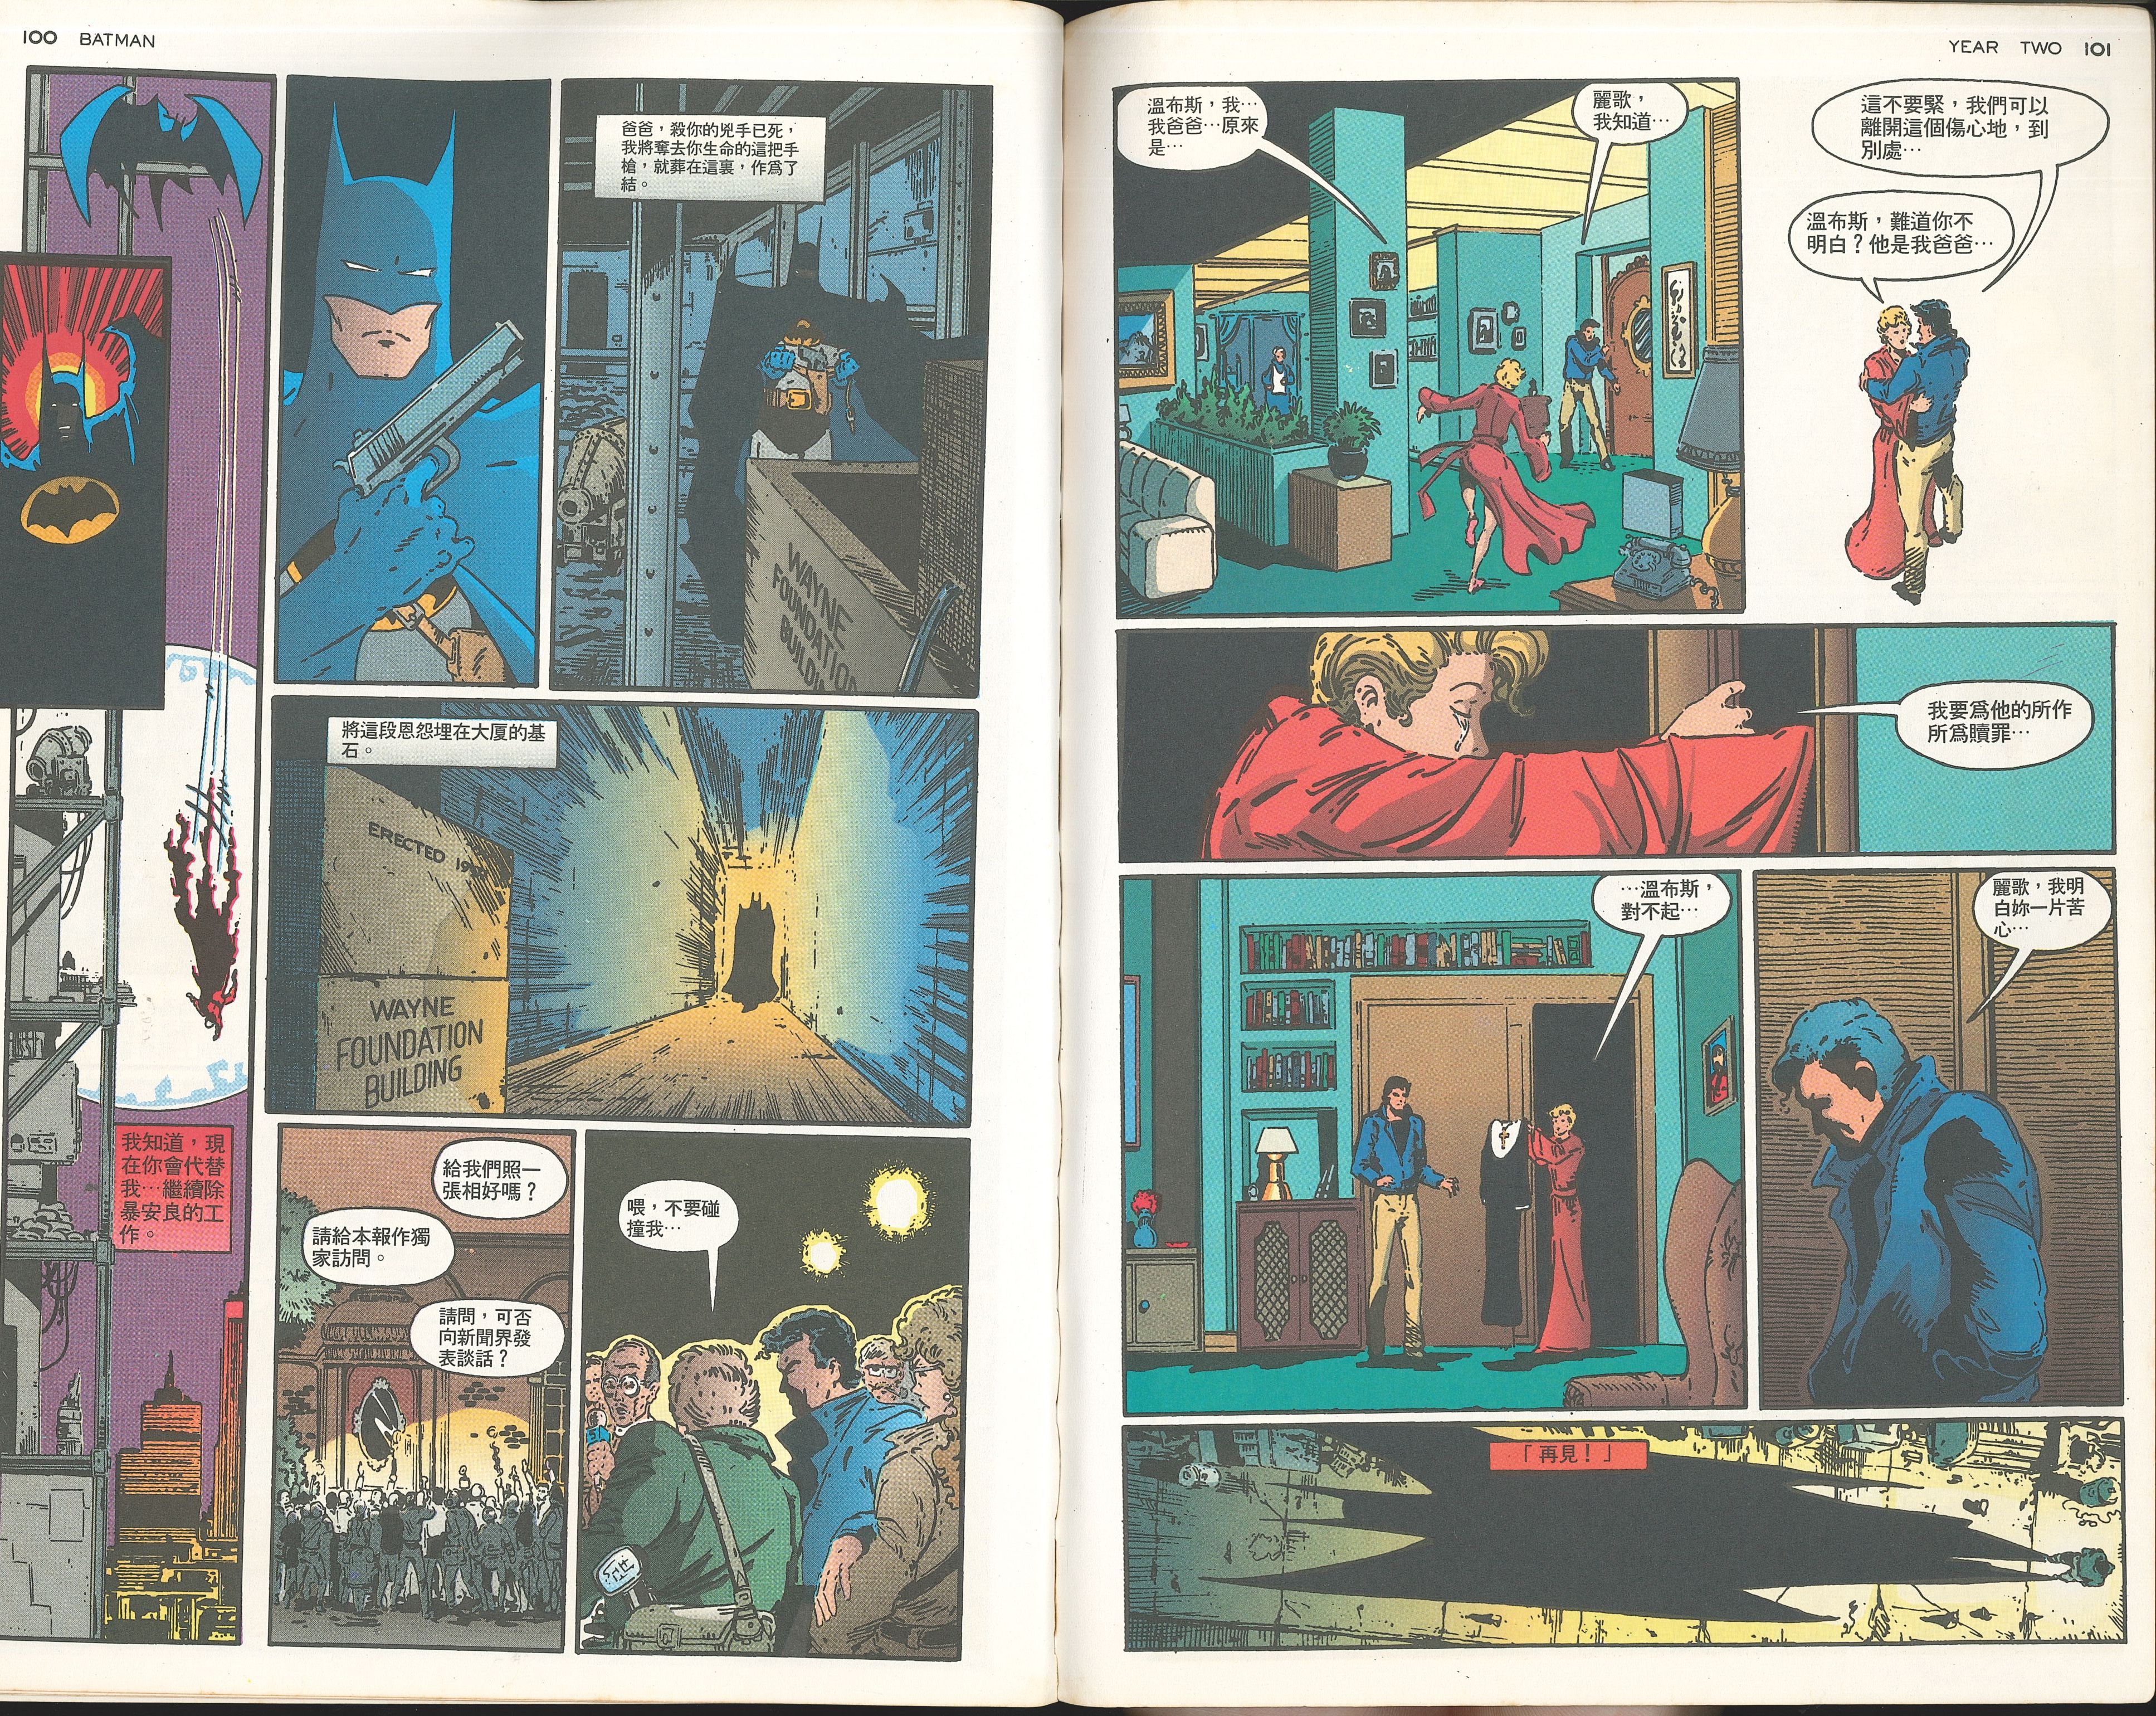 100 BATMAN
我知道，現
在你會代替
我…繼續除
暴安良的工
作。
爸爸，殺你的兇手已死，
我將奪去你生命的這把手
槍，就葬在這裏，作爲了
結。
WAYNE
FOUNDATION
BUILDING
將這段恩怨埋在大厦的基
石。
ERECTED
WAYNE
FOUNDATION
BUILDING
給我們照一
張相好嗎？
請給本報作獨
家訪問。
請問，可否
向新聞界發
表談話？
喂，不要碰
撞我…
YEAR TWO 101
溫布斯，我…
我爸爸…原來
是…
麗歌，
我知道…
這不要緊，我們可以
離開這個傷心地，到
別處…
溫布斯，難道你不
明白？他是我爸爸…
我要爲他的所作
所爲贖罪…
…溫布斯，
對不起…
麗歌，我明
白妳一片苦
心…
「再見！」